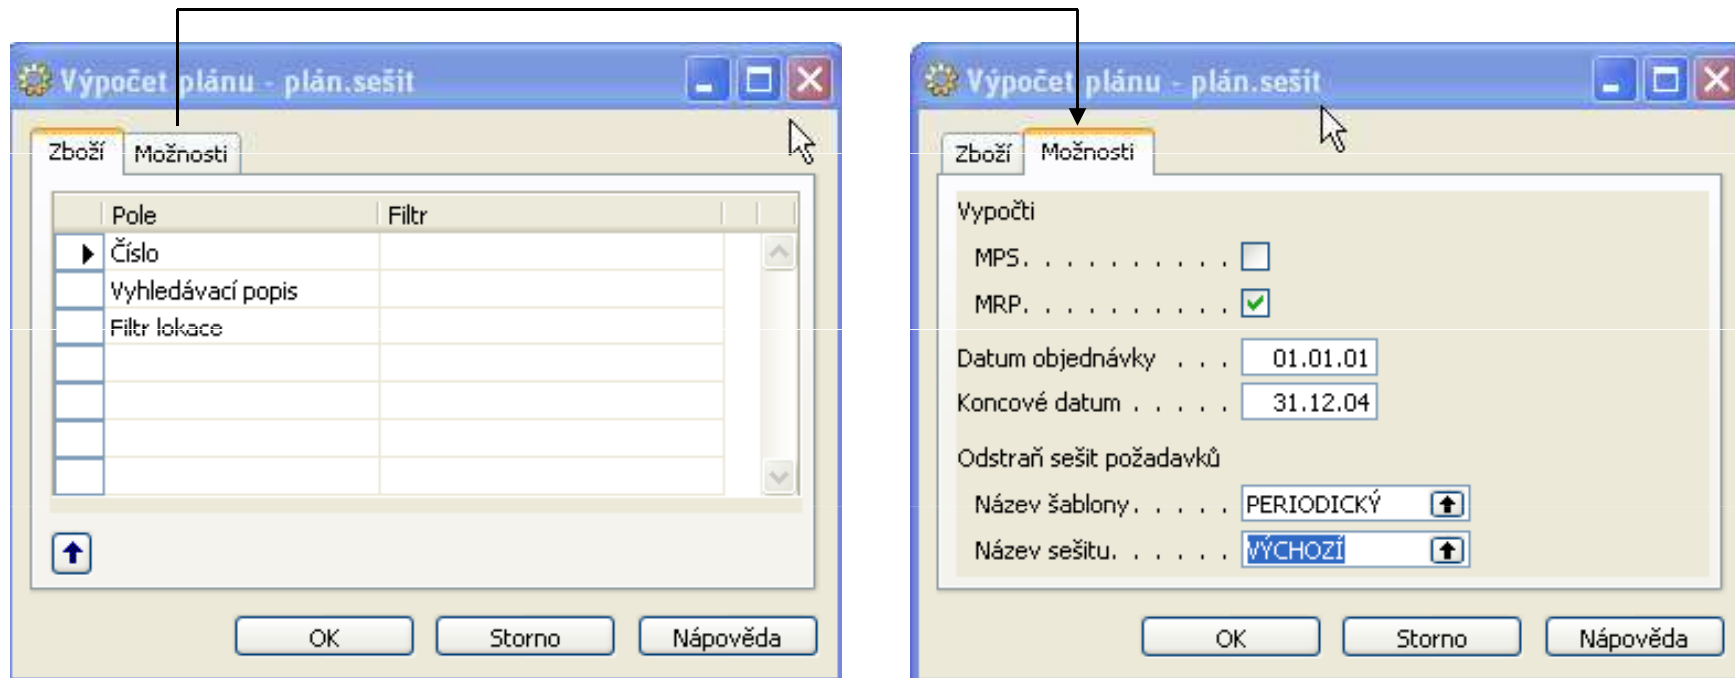 Výpočet plánu - plán.sešit
Zboží Možnosti
Pole Filtr
Číslo
Vyhledávací popis
Filtr lokace
OK Storno Nápověda
Výpočet plánu - plán.sešit
Zboží Možnosti
Vypočti
MPS. . . . . . . . . .
MRP. . . . . . . . . .
Datum objednávky . . . 01.01.01
Koncové datum . . . . . 31.12.04
Odstraň sešit požadavků
Název šablony. . . . . PERIODICKÝ
Název sešitu. . . . . . VÝCHOZÍ
OK Storno Nápověda